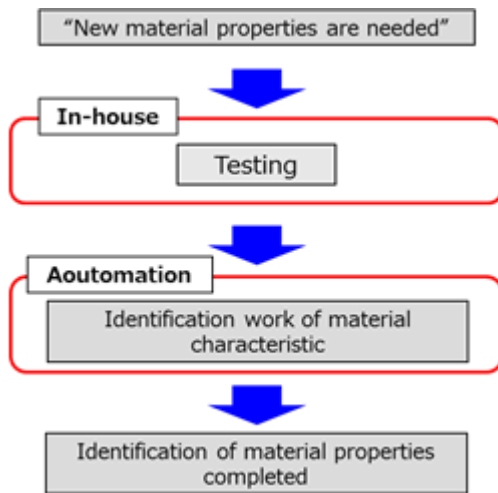 “New material properties are needed”
In-house
Testing
Aoutomation
Identification work of material
characteristic
Identification of material properties
completed